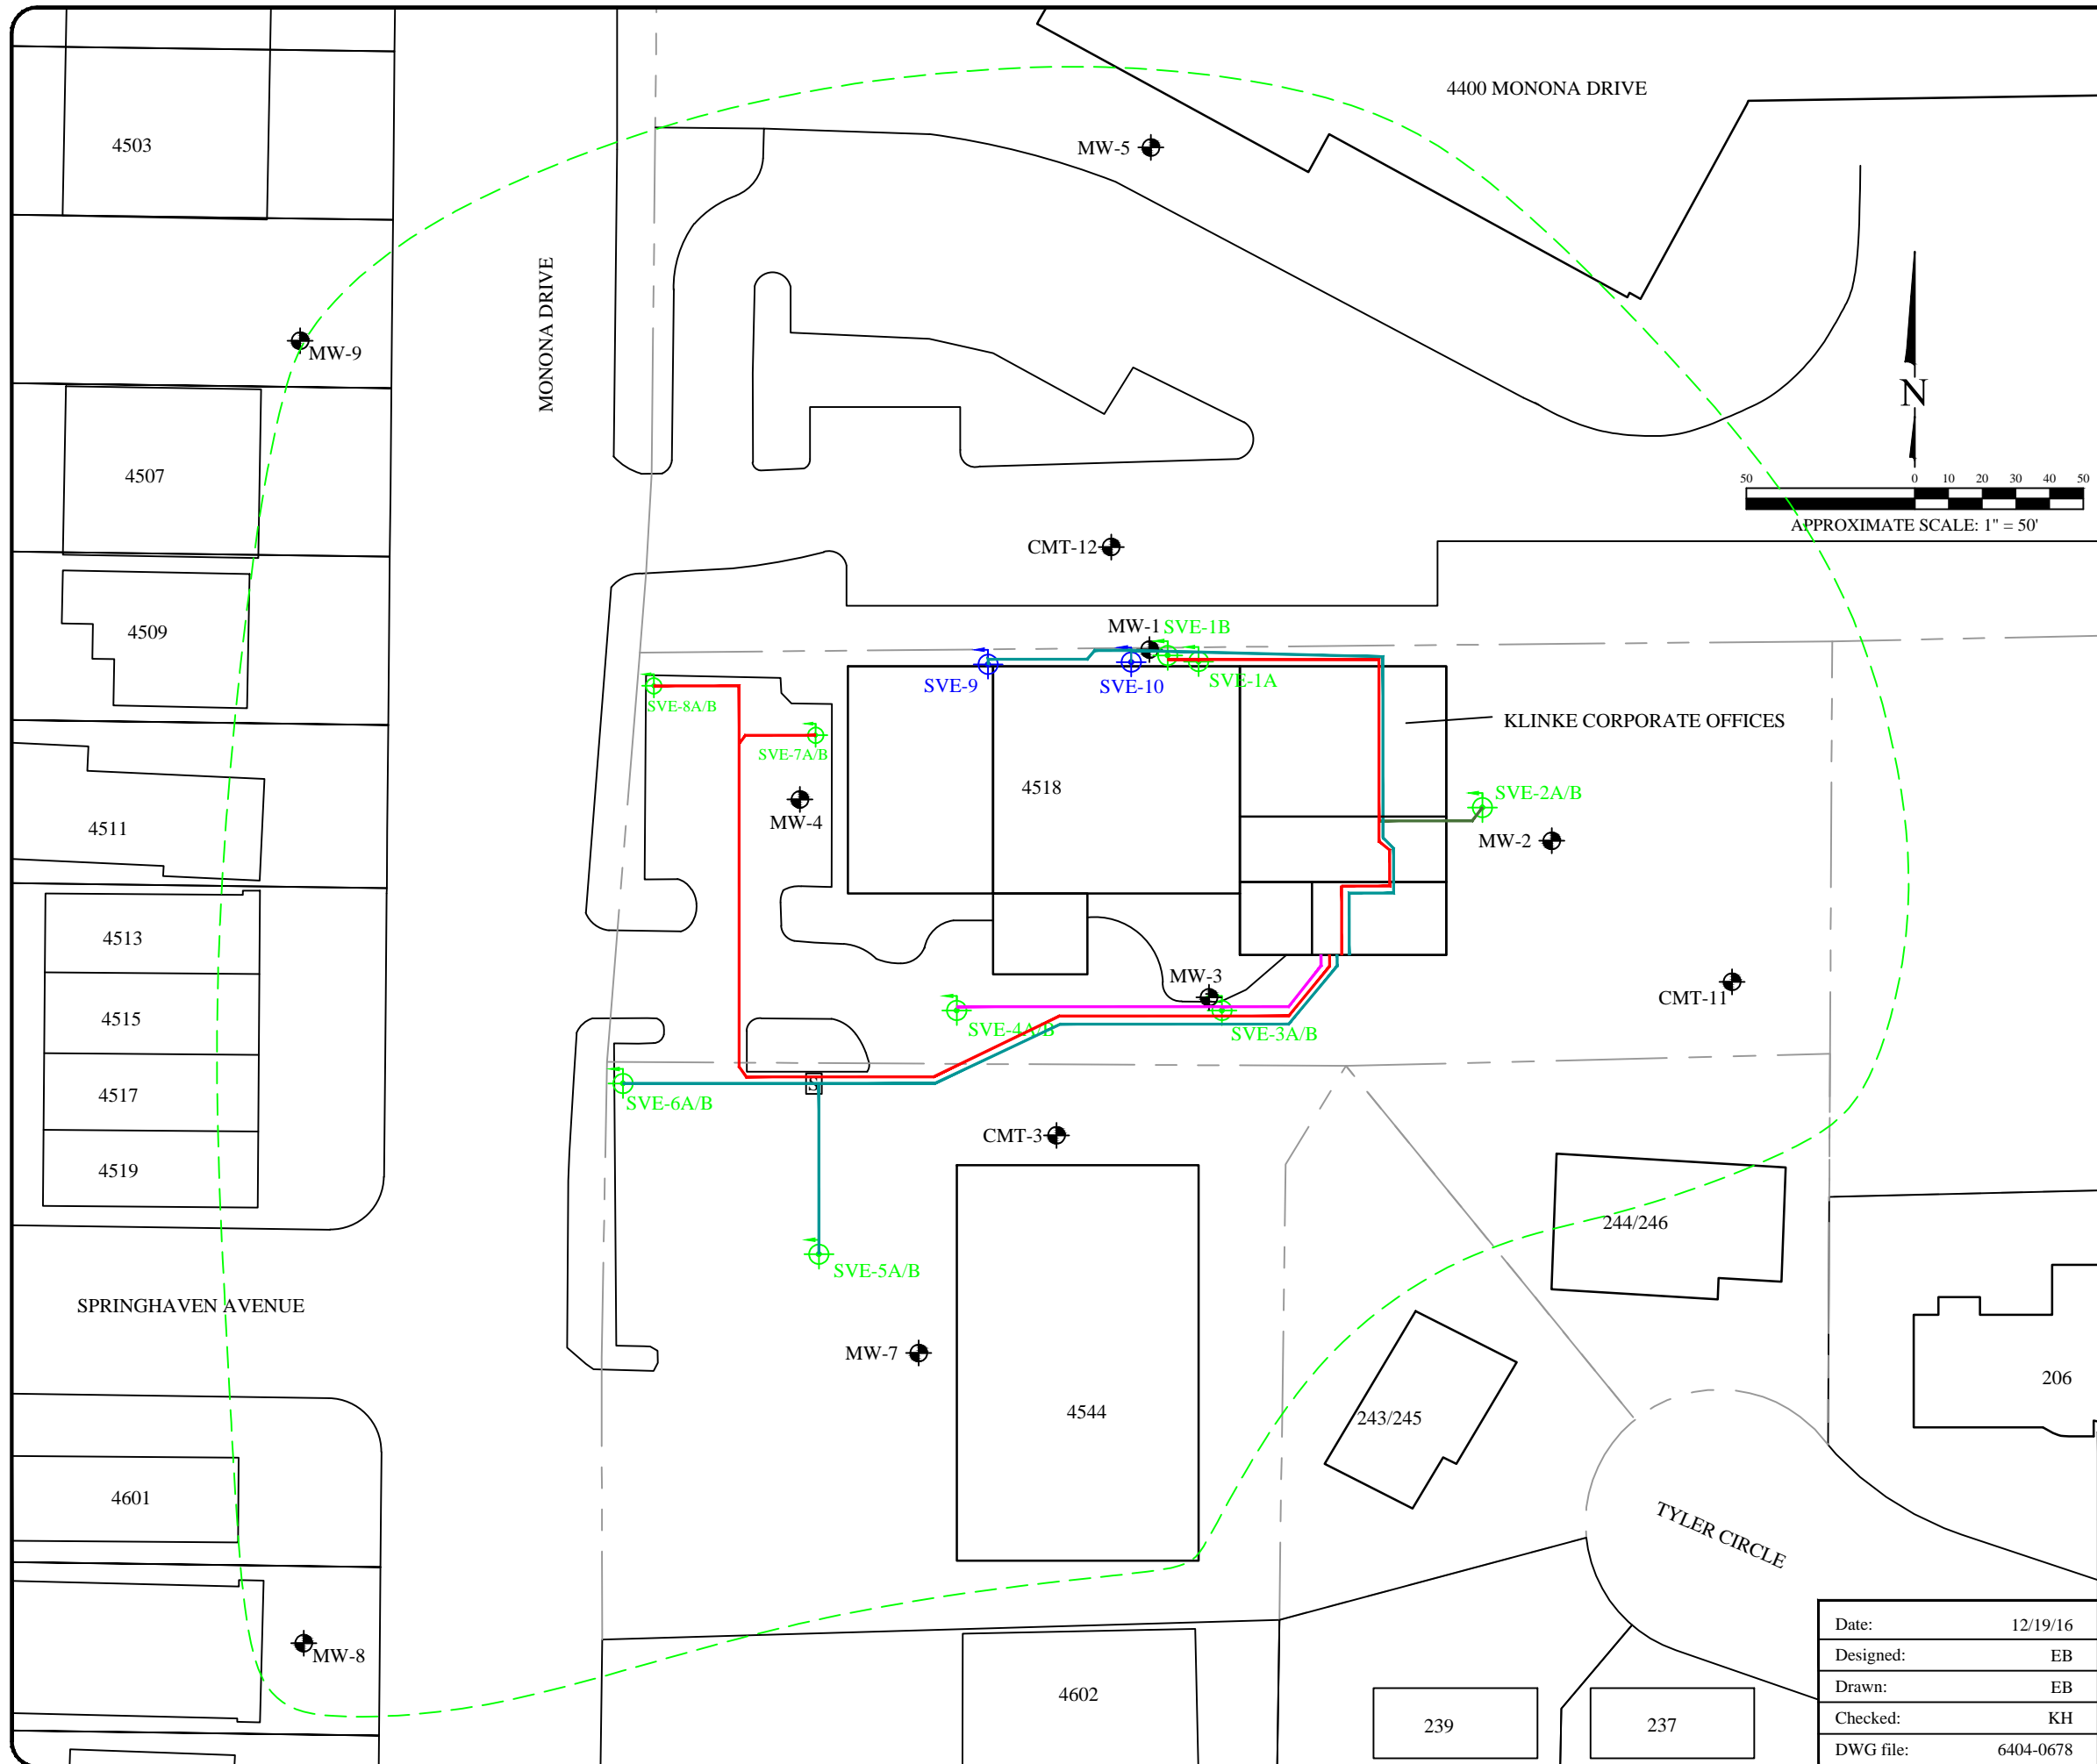 4400 MONONA DRIVE
4503
MW-5
MONONA DRIVE
MW-9
N
4507
50 0 10 20 30 40 50
APPROXIMATE SCALE: 1" = 50'
CMT-12
4509
MW-1
SVE-1B
SVE-9
SVE-10
SVE-1A
SVE-8A/B
KLINKE CORPORATE OFFICES
SVE-7A/B
4518
SVE-2A/B
MW-4
4511
MW-2
4513
MW-3
CMT-11
4515
SVE-4A/B
SVE-3A/B
S
4517
SVE-6A/B
CMT-3
4519
244/246
SVE-5A/B
SPRINGHAVEN AVENUE
MW-7
206
4544
243/245
4601
TYLER CIRCLE
MW-8
4602
239
237
Date: 12/19/16
Designed: EB
Drawn: EB
Checked: KH
DWG file: 6404-0678